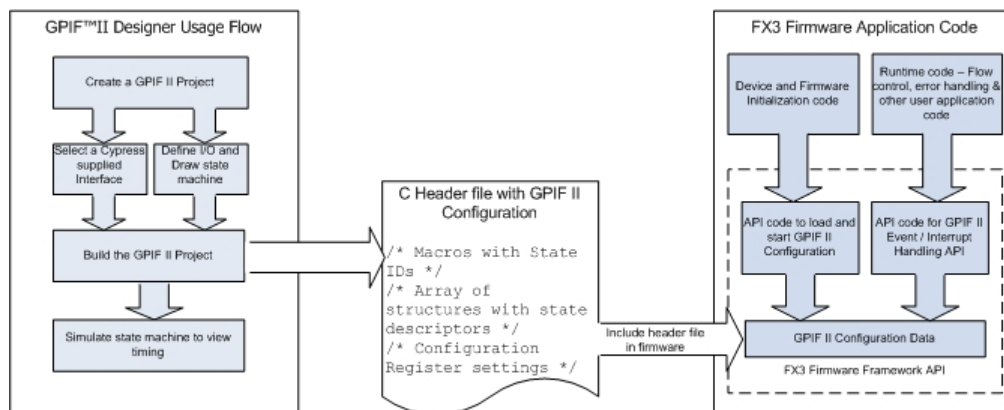 GPIF™II Designer Usage Flow
Create a GPIF II Project
Select a Cypress
supplied
Interface
Define I/O and
Draw state
machine
Build the GPIF II Project
Simulate state machine to view
timing
C Header file with GPIF II
Configuration
/* Macros with State
IDs */
/* Array of
structures with state
descriptors */
/* Configuration
Register settings */
Include header file
in firmware
FX3 Firmware Application Code
Device and Firmware
Initialization code
Runtime code – Flow
control, error handling &
other user application
code
API code to load and
start GPIF II
Configuration
API code for GPIF II
Event / Interrupt
Handling API
GPIF II Configuration Data
FX3 Firmware Framework API